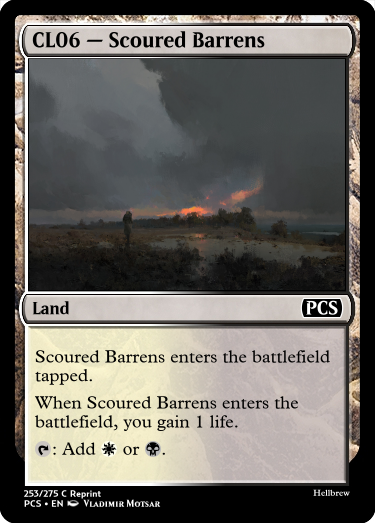 CL06 — Scoured Barrens
Land
PCS
Scoured Barrens enters the battlefield
tapped.
When Scoured Barrens enters the
battlefield, you gain 1 life.
: Add or .
253/275 C Reprint
Hellbrew
PCS • EN Vladimir Motsar